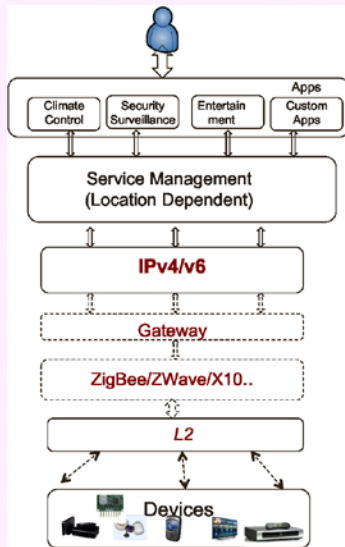 Apps
Climate
Control
Security
Surveillance
Entertain
ment
Custom
Apps
Service Management
(Location Dependent)
IPv4/v6
Gateway
ZigBee/ZWave/X10..
L2
Devices